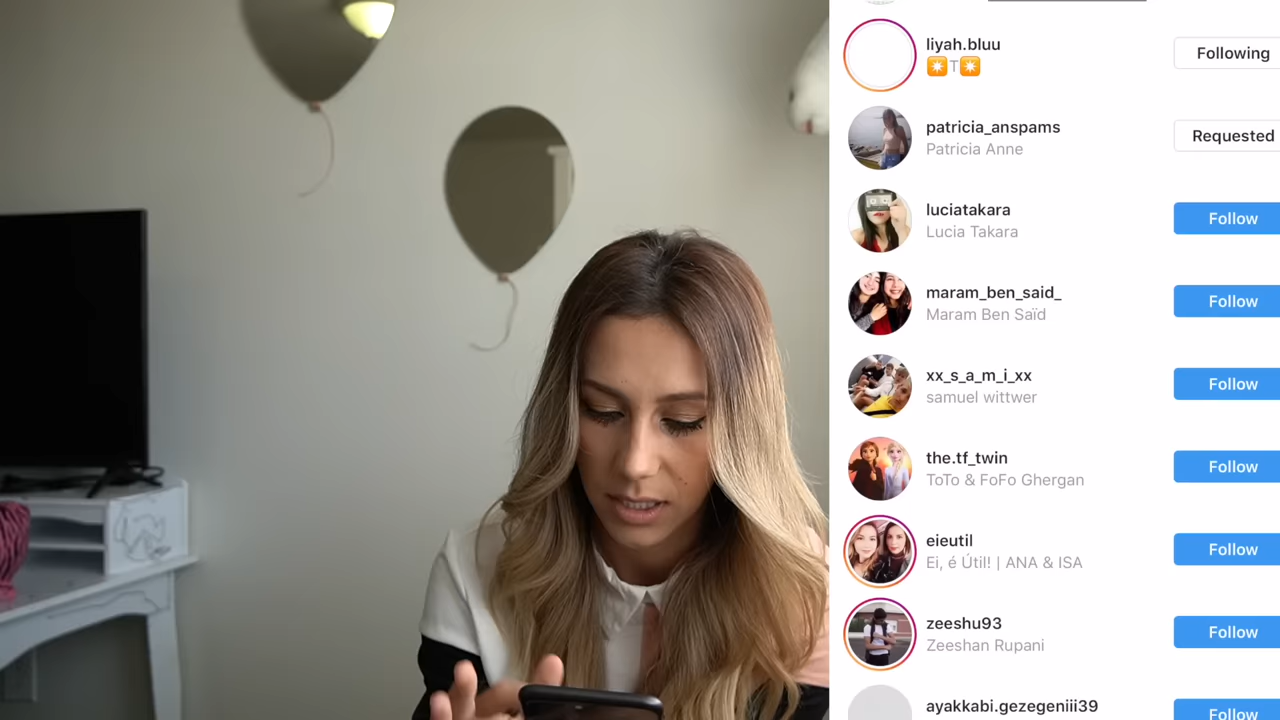 liyah.bluu
Following
✴️T✴️
patricia_anspams
Patricia Anne
Requested
luciatakara
Lucia Takara
Follow
maram_ben_said_
Maram Ben Saïd
Follow
xx_s_a_m_i_xx
samuel wittwer
Follow
the.tf_twin
ToTo & FoFo Ghergan
Follow
eieutil
Ei, é Útil! | ANA & ISA
Follow
zeeshu93
Zeeshan Rupani
Follow
ayakkabi.gezegeniii39
Follow